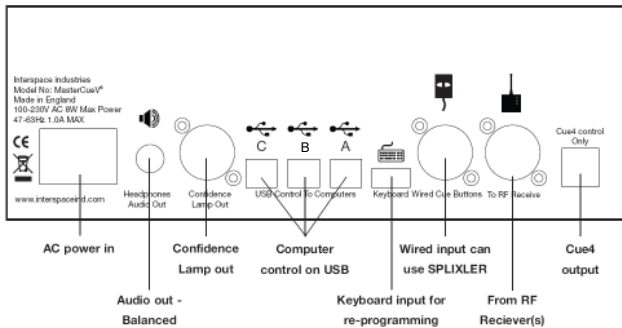 Interspace industries
Model No: MasterCueV⁶
Made in England
100-230V AC 8W Max Power
47-63Hz 1.0A MAX
CE
www.interspaceind.com
Headphones
Audio Out
Confidence
Lamp Out
C B A
USB Control To Computers
Keyboard
Wired Cue Buttons
To RF Receive
Cue4 control
Only
AC power in
Confidence
Lamp out
Computer
control on USB
Wired input can
use SPLIXLER
Cue4
output
Audio out -
Balanced
Keyboard input for
re-programming
From RF
Reciever(s)